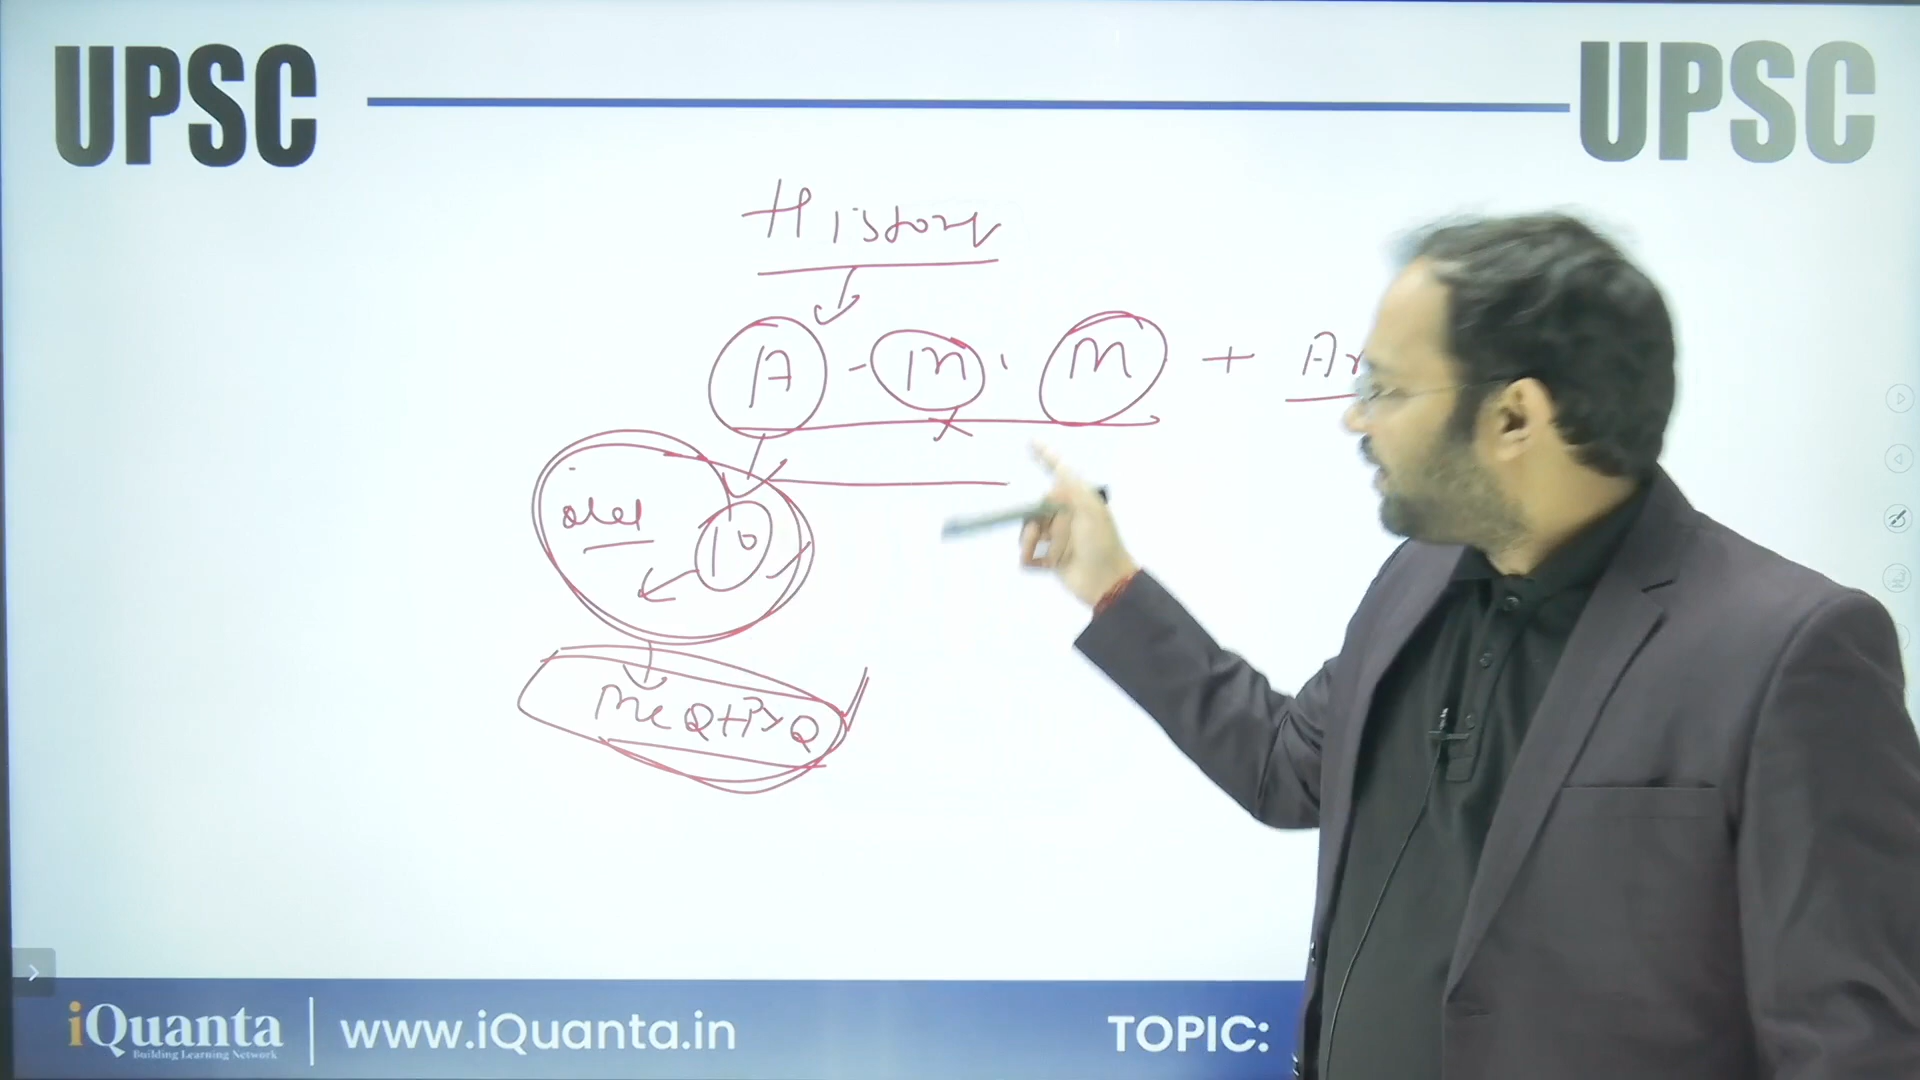 UPSC UPSC
History
A - M . M + Ar
old 10
McQ+PYQ
iQuanta www.iQuanta.in TOPIC:
Building Learning Network